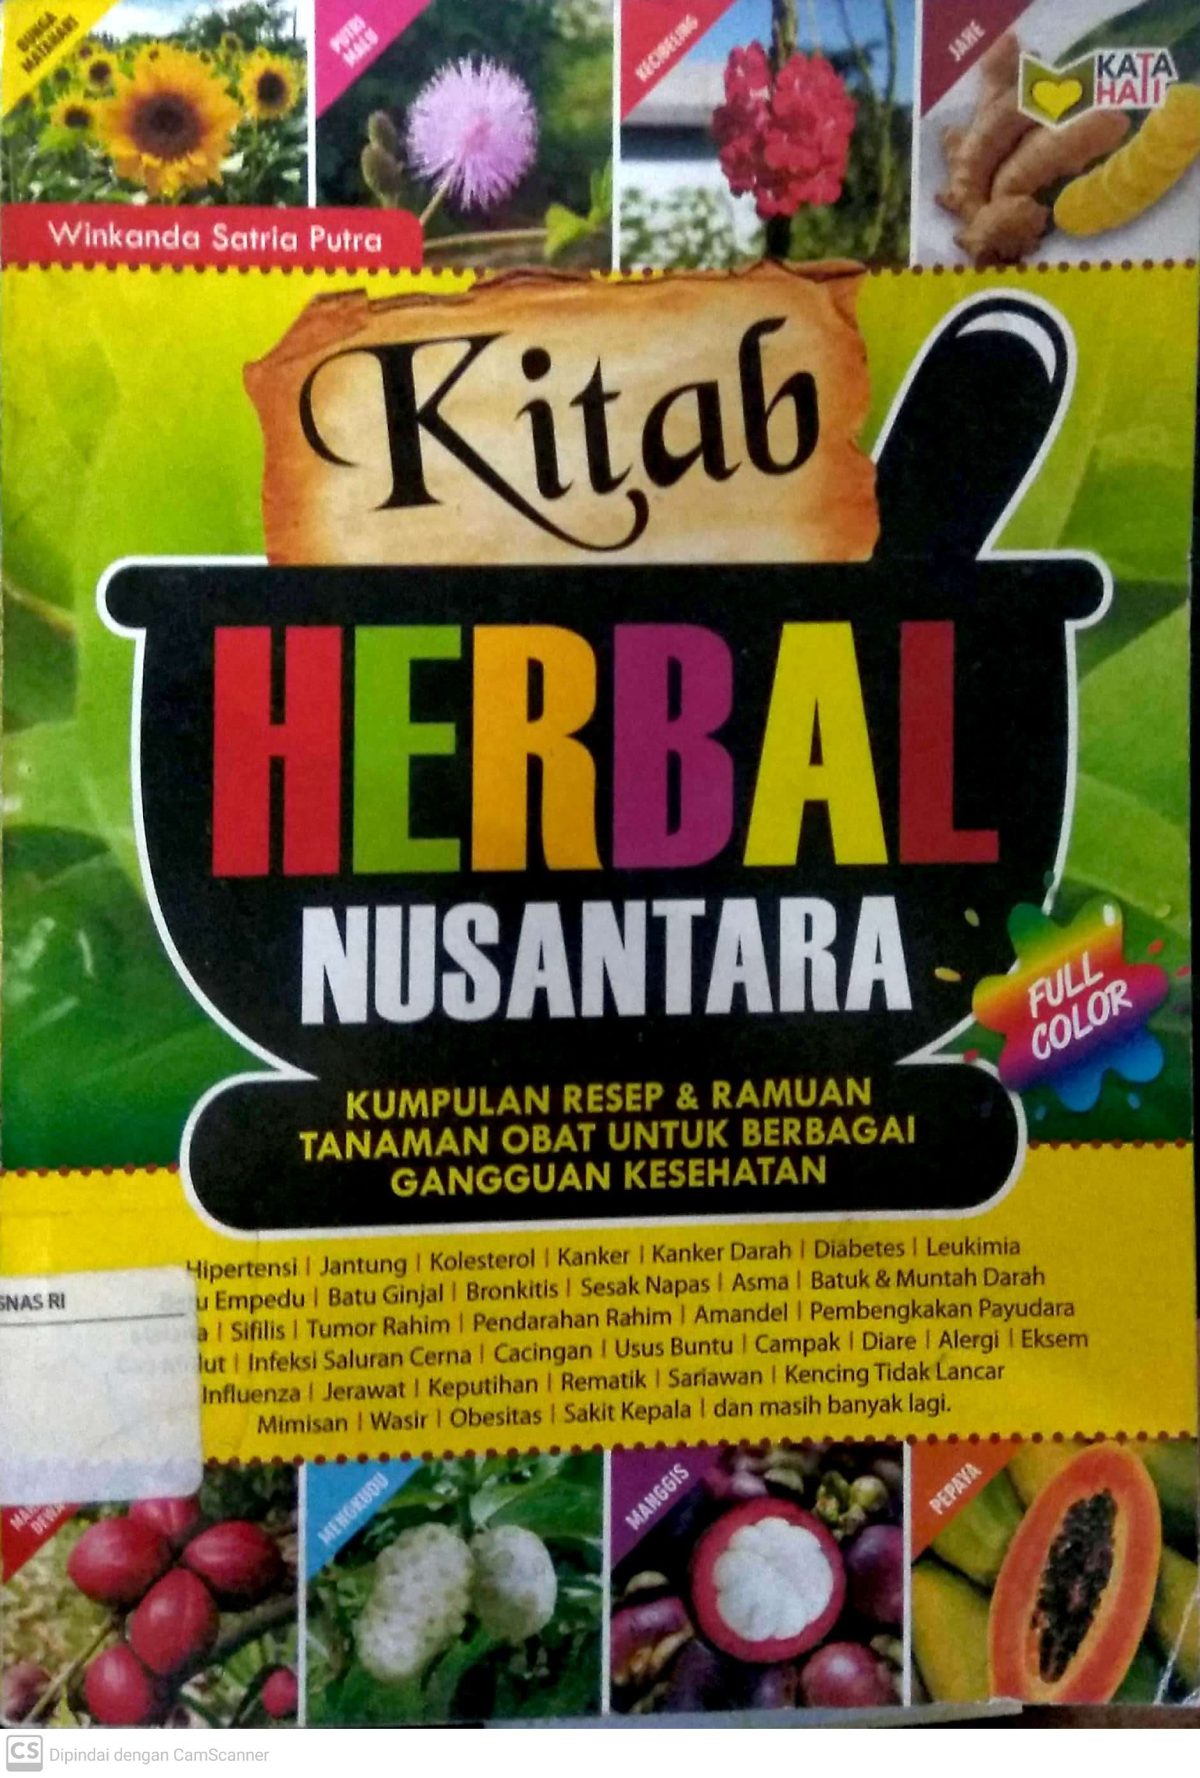 BUNGA
MATAHARI
PUTRI
MALU
KECIBELING
JAHE
KATA
HATI
Winkanda Satria Putra
Kitab
HERBAL
NUSANTARA
FULL
COLOR
KUMPULAN RESEP & RAMUAN
TANAMAN OBAT UNTUK BERBAGAI
GANGGUAN KESEHATAN
Hipertensi | Jantung | Kolesterol | Kanker | Kanker Darah | Diabetes | Leukimia
u Empedu | Batu Ginjal | Bronkitis | Sesak Napas | Asma | Batuk & Muntah Darah
SNAS RI
a | Sifilis | Tumor Rahim | Pendarahan Rahim | Amandel | Pembengkakan Payudara
lut | Infeksi Saluran Cerna | Cacingan | Usus Buntu | Campak | Diare | Alergi | Eksem
Influenza | Jerawat | Keputihan | Rematik | Sariawan | Kencing Tidak Lancar
Mimisan | Wasir | Obesitas | Sakit Kepala | dan masih banyak lagi.
DEWA
MENGKUDU
MANGGIS
PEPAYA
CS Dipindai dengan CamScanner